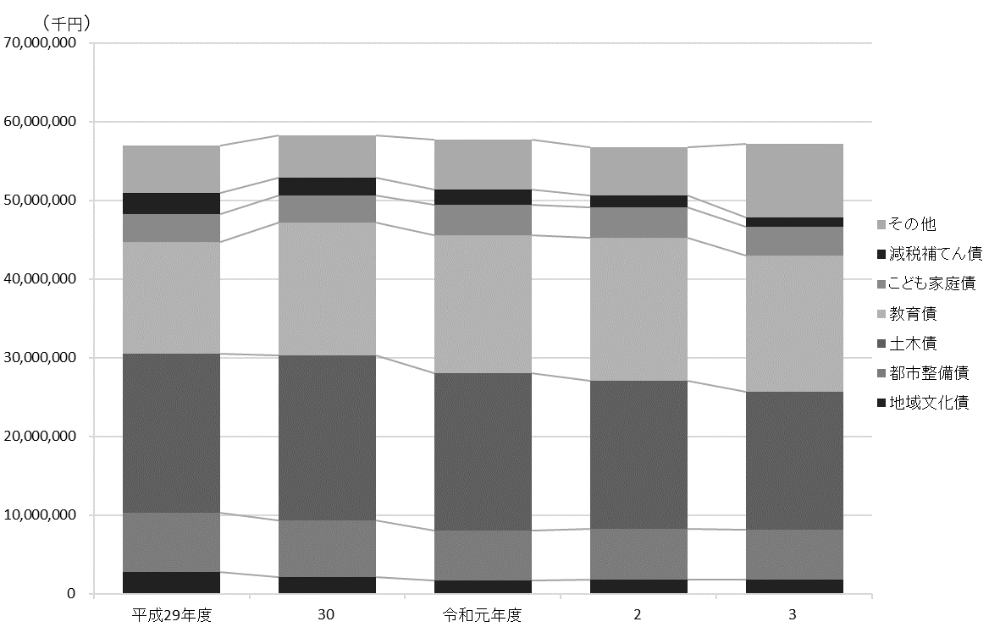 （千円）
70,000,000
60,000,000
50,000,000
40,000,000
30,000,000
20,000,000
10,000,000
0
平成29年度 30 令和元年度 2 3
その他
減税補てん債
こども家庭債
教育債
土木債
都市整備債
地域文化債